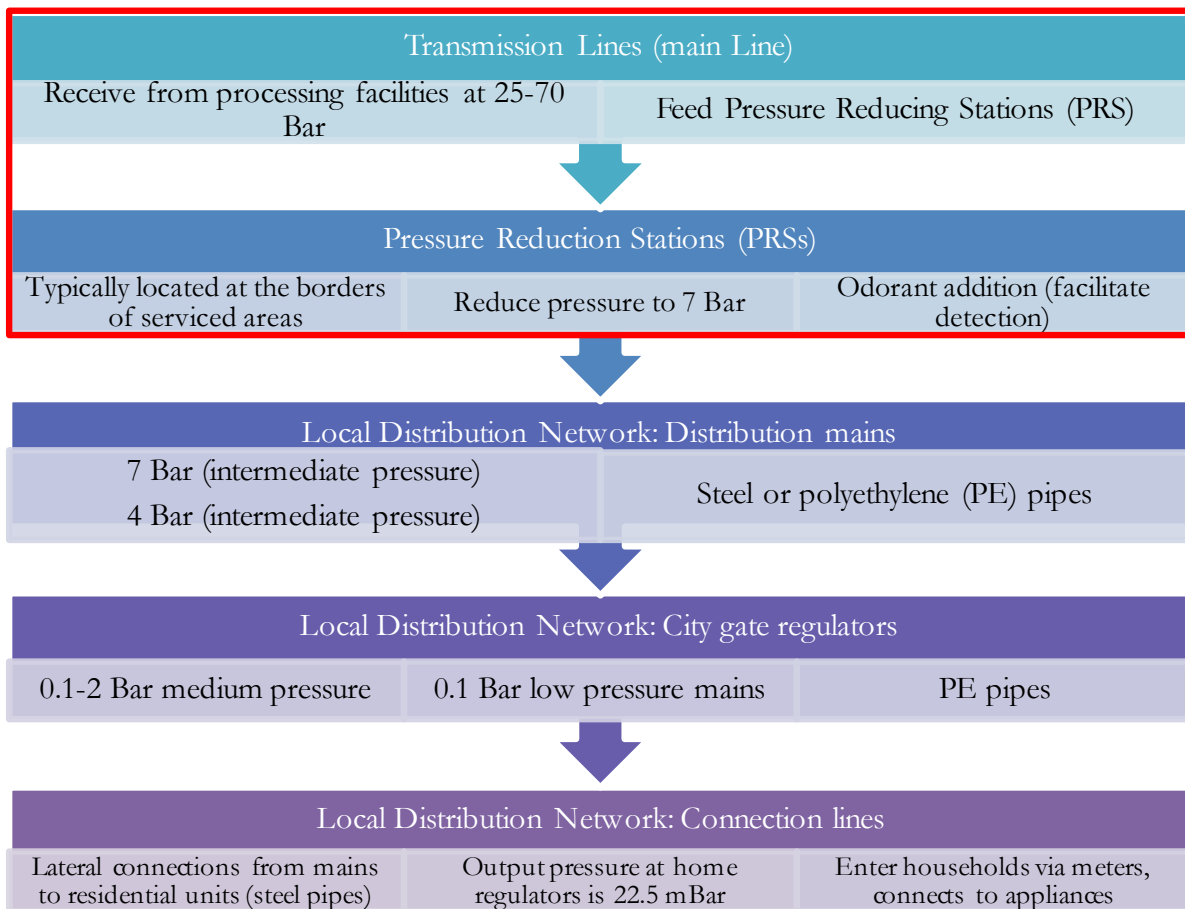 Transmission Lines (main Line)
Receive from processing facilities at 25-70
Bar
Feed Pressure Reducing Stations (PRS)
Pressure Reduction Stations (PRSs)
Typically located at the borders
of serviced areas
Reduce pressure to 7 Bar
Odorant addition (facilitate
detection)
Local Distribution Network: Distribution mains
7 Bar (intermediate pressure)
4 Bar (intermediate pressure)
Steel or polyethylene (PE) pipes
Local Distribution Network: City gate regulators
0.1-2 Bar medium pressure
0.1 Bar low pressure mains
PE pipes
Local Distribution Network: Connection lines
Lateral connections from mains
to residential units (steel pipes)
Output pressure at home
regulators is 22.5 mBar
Enter households via meters,
connects to appliances